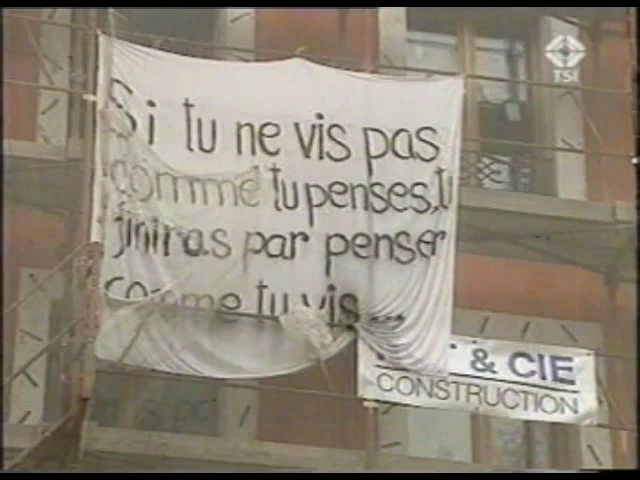 TSI
Si tu ne vis pas
comme tu penses, tu
finiras par penser
comme tu vis...
& CIE
CONSTRUCTION